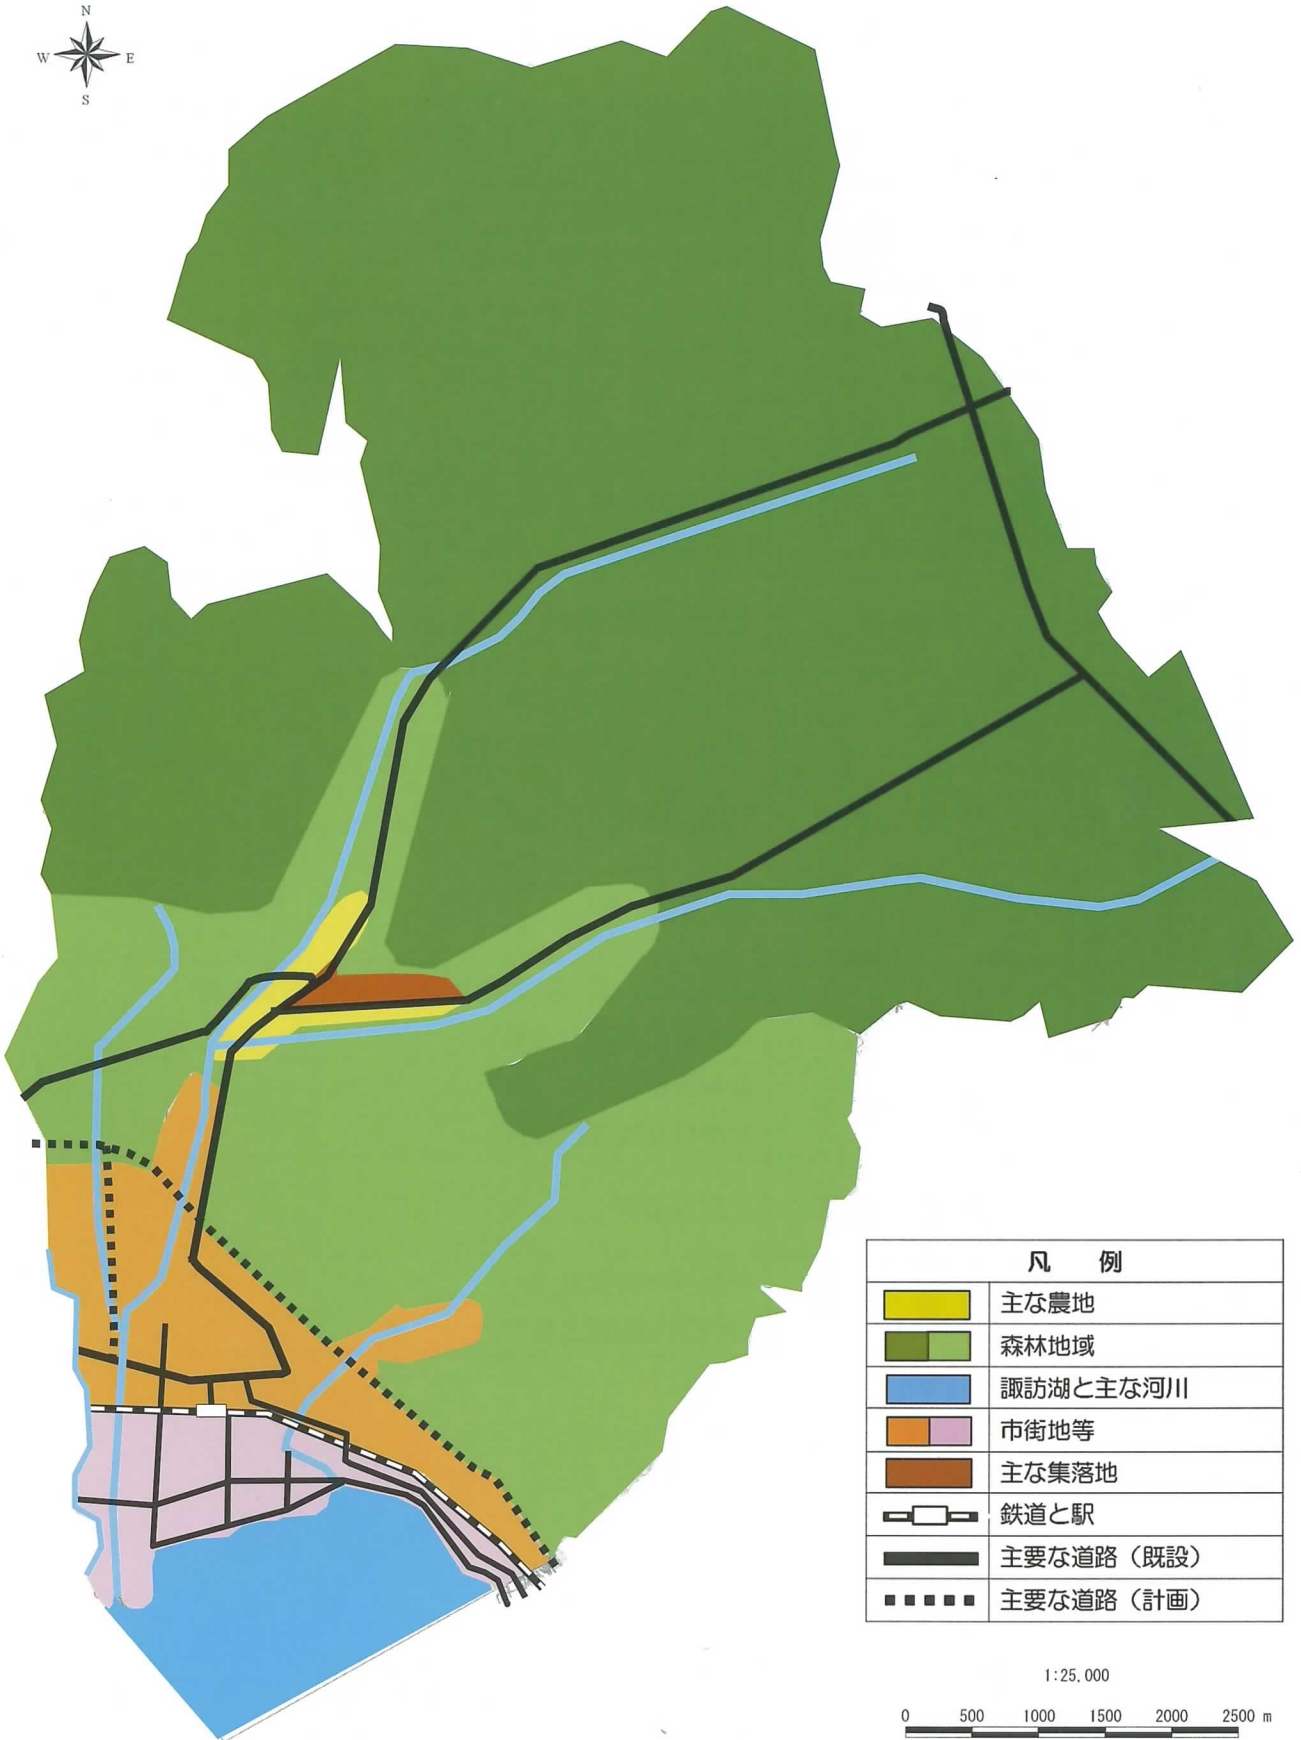 N
W E
S
凡 例
主な農地
森林地域
諏訪湖と主な河川
市街地等
主な集落地
鉄道と駅
主要な道路（既設）
主要な道路（計画）
1:25,000
0 500 1000 1500 2000 2500 m